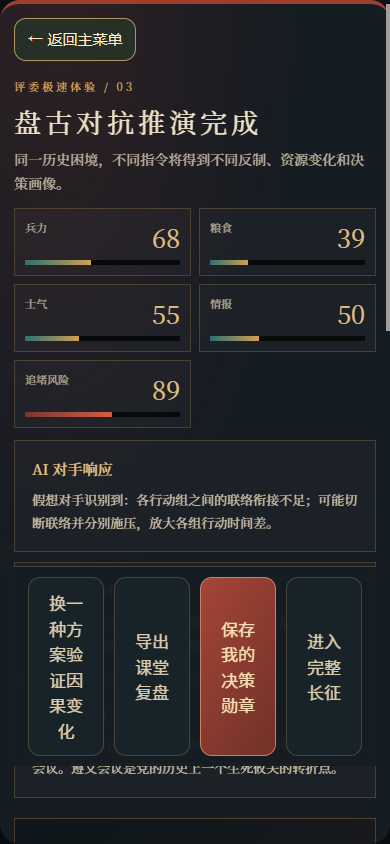 ← 返回主菜单
评委极速体验 / 03
盘古对抗推演完成
同一历史困境，不同指令将得到不同反制、资源变化和决
策画像。
兵力
68
粮食
39
士气
55
情报
50
追堵风险
89
AI 对手响应
假想对手识别到：各行动组之间的联络衔接不足；可能切
断联络并分别施压，放大各组行动时间差。
换一
种方
案验
证因
果变
化
导出
课堂
复盘
保存
我的
决策
勋章
进入
完整
长征
会议。遵义会议是党的历史上一个生死攸关的转折点。